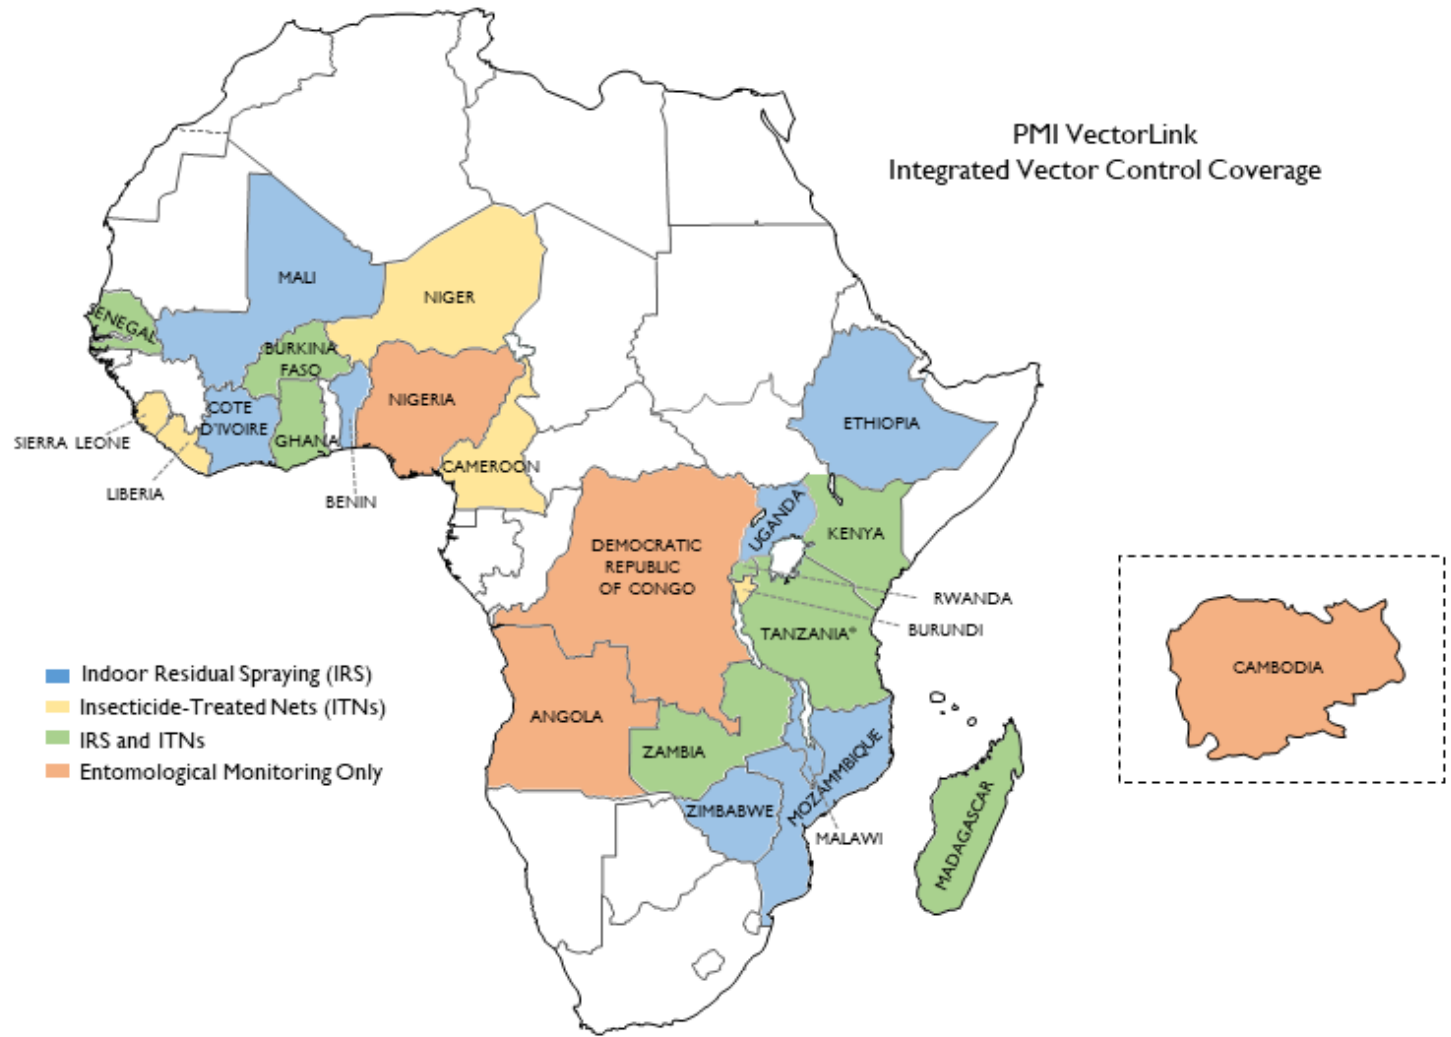 PMI VectorLink
Integrated Vector Control Coverage
MALI
NIGER
SENEGAL
BURKINA
FASO
NIGERIA
COTE
D'IVOIRE
GHANA
SIERRA LEONE
LIBERIA
BENIN
CAMEROON
ETHIOPIA
UGANDA
KENYA
DEMOCRATIC
REPUBLIC
OF CONGO
RWANDA
BURUNDI
TANZANIA*
CAMBODIA
Indoor Residual Spraying (IRS)
Insecticide-Treated Nets (ITNs)
IRS and ITNs
Entomological Monitoring Only
ANGOLA
ZAMBIA
MOZAMMBIQUE
ZIMBABWE
MALAWI
MADAGASCAR